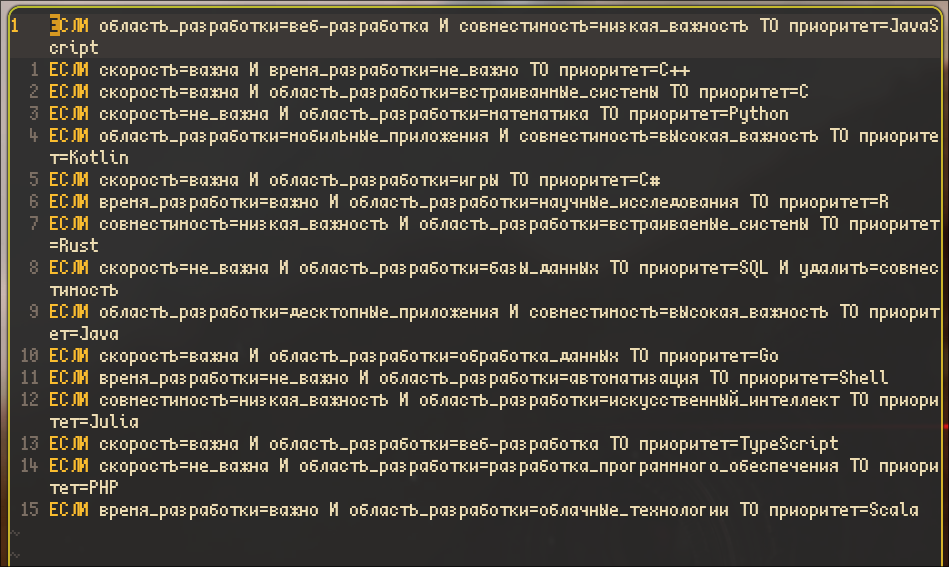 1 ЕСЛИ область_разработки=веб-разработка И совместимость=низкая_важность ТО приоритет=JavaS
cript
1 ЕСЛИ скорость=важна И время_разработки=не_важно ТО приоритет=C++
2 ЕСЛИ скорость=важна И область_разработки=встраиванные_системы ТО приоритет=C
3 ЕСЛИ скорость=не_важна И область_разработки=математика ТО приоритет=Python
4 ЕСЛИ область_разработки=мобильные_приложения И совместимость=высокая_важность ТО приорите
т=Kotlin
5 ЕСЛИ скорость=важна И область_разработки=игры ТО приоритет=C#
6 ЕСЛИ время_разработки=важно И область_разработки=научные_исследования ТО приоритет=R
7 ЕСЛИ совместимость=низкая_важность И область_разработки=встраиваемые_системы ТО приоритет
=Rust
8 ЕСЛИ скорость=не_важна И область_разработки=базы_данных ТО приоритет=SQL И удалить=совмес
тимость
9 ЕСЛИ область_разработки=десктопные_приложения И совместимость=высокая_важность ТО приорит
ет=Java
10 ЕСЛИ скорость=важна И область_разработки=обработка_данных ТО приоритет=Go
11 ЕСЛИ время_разработки=не_важно И область_разработки=автоматизация ТО приоритет=Shell
12 ЕСЛИ совместимость=низкая_важность И область_разработки=искусственный_интеллект ТО приори
тет=Julia
13 ЕСЛИ скорость=важна И область_разработки=веб-разработка ТО приоритет=TypeScript
14 ЕСЛИ скорость=не_важна И область_разработки=разработка_программного_обеспечения ТО приори
тет=PHP
15 ЕСЛИ время_разработки=важно И область_разработки=облачные_технологии ТО приоритет=Scala
~
~